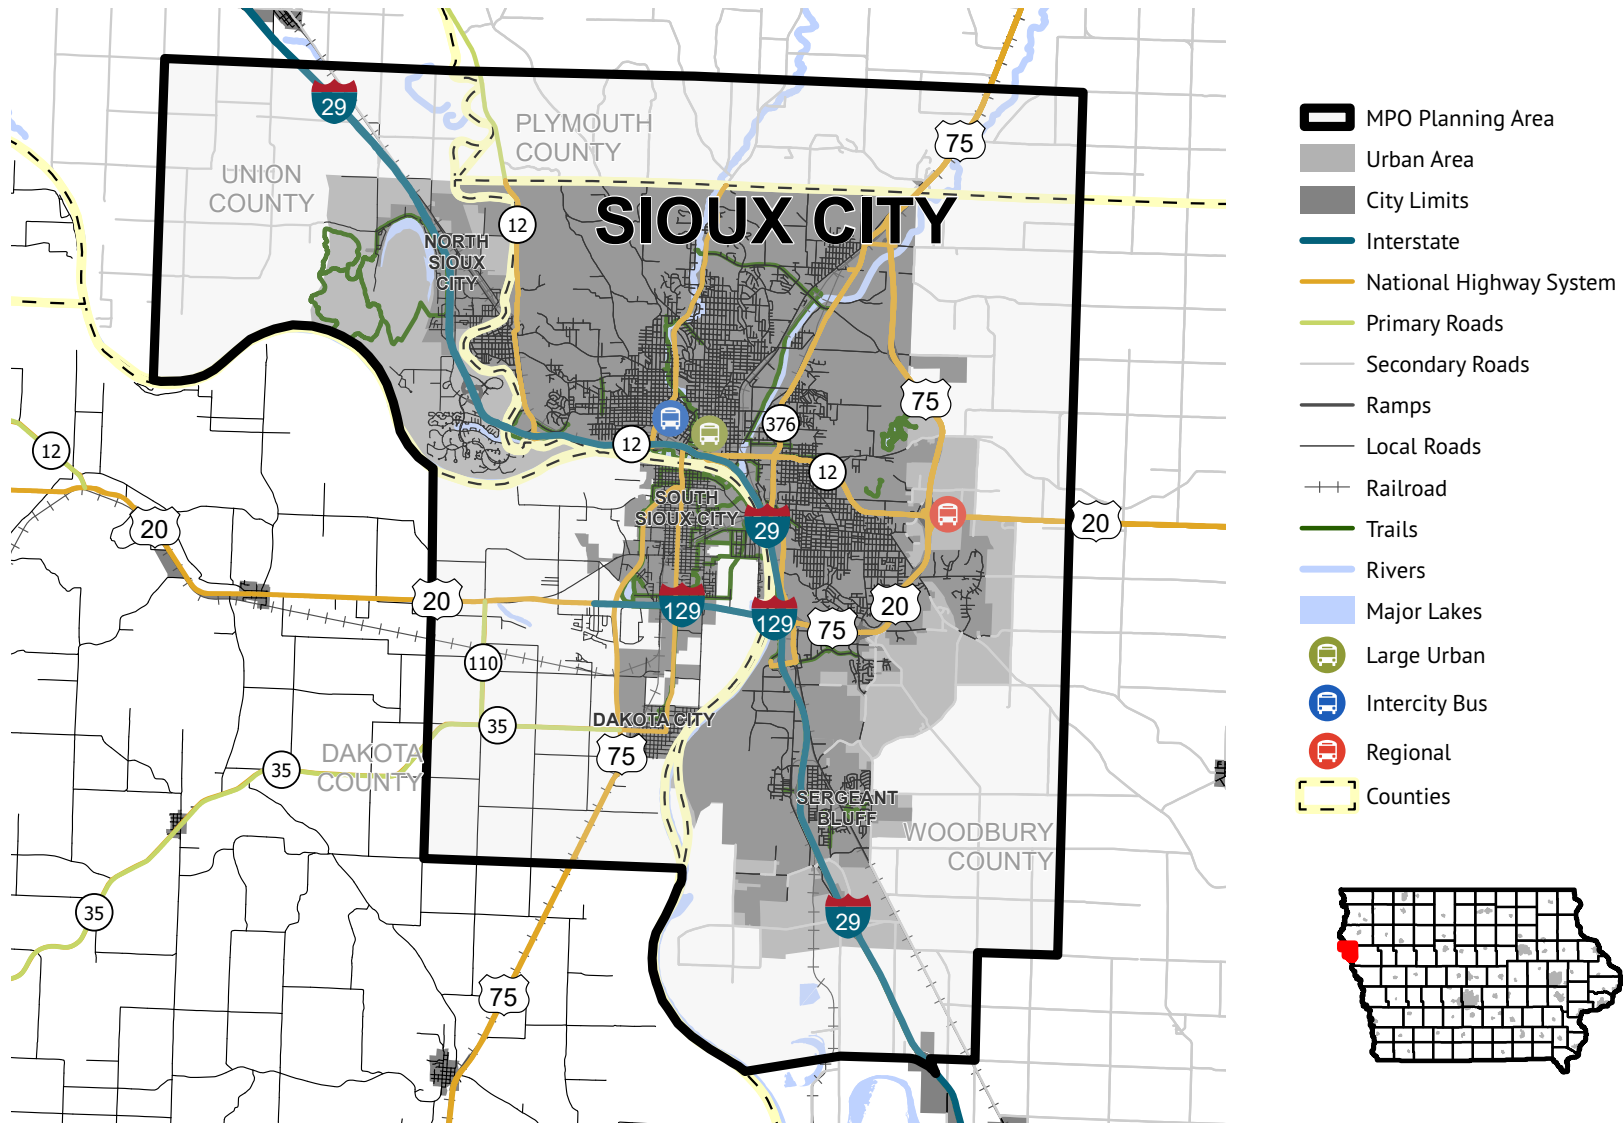 29
PLYMOUTH
COUNTY
75
UNION
COUNTY
12
SIOUX CITY
NORTH
SIOUX
CITY
75
376
12
12
12
SOUTH
SIOUX CITY
29
20
20
20
129
129
75
20
110
35
DAKOTA CITY
75
DAKOTA
COUNTY
35
SERGEANT
BLUFF
WOODBURY
COUNTY
35
29
75
MPO Planning Area
Urban Area
City Limits
Interstate
National Highway System
Primary Roads
Secondary Roads
Ramps
Local Roads
Railroad
Trails
Rivers
Major Lakes
Large Urban
Intercity Bus
Regional
Counties